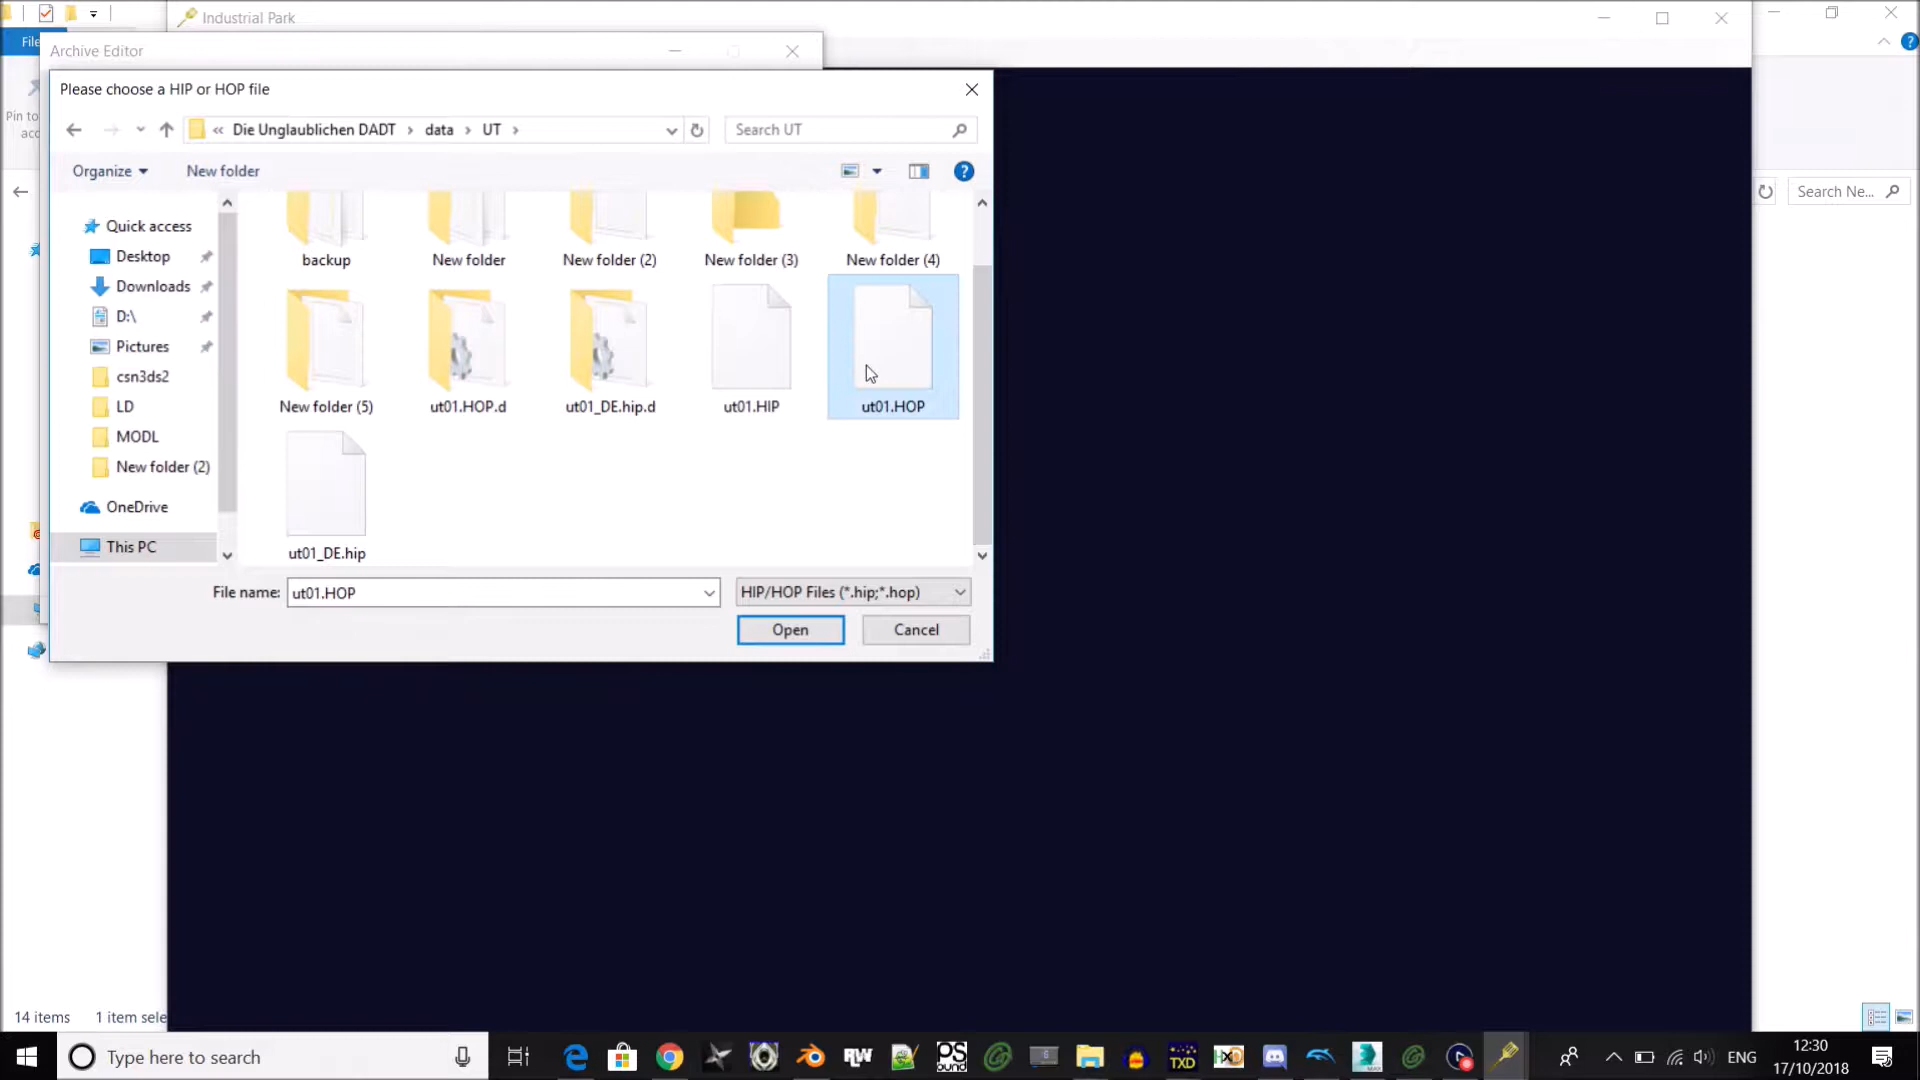 Industrial Park
File
Archive Editor
Please choose a HIP or HOP file
Die Unglaublichen DADT > data > UT >
Search UT
Organize
New folder
Pin to
Quick access
Desktop
Downloads
D:\
Pictures
csn3ds2
LD
MODL
New folder (2)
OneDrive
This PC
backup
New folder
New folder (2)
New folder (3)
New folder (4)
New folder (5)
ut01.HOP.d
ut01_DE.hip.d
ut01.HIP
ut01.HOP
ut01_DE.hip
Search Ne...
File name:
ut01.HOP
HIP/HOP Files (*.hip;*.hop)
Open
Cancel
14 items
1 item sele
Type here to search
RW
PS
ound
TXD
ENG
12:30
17/10/2018